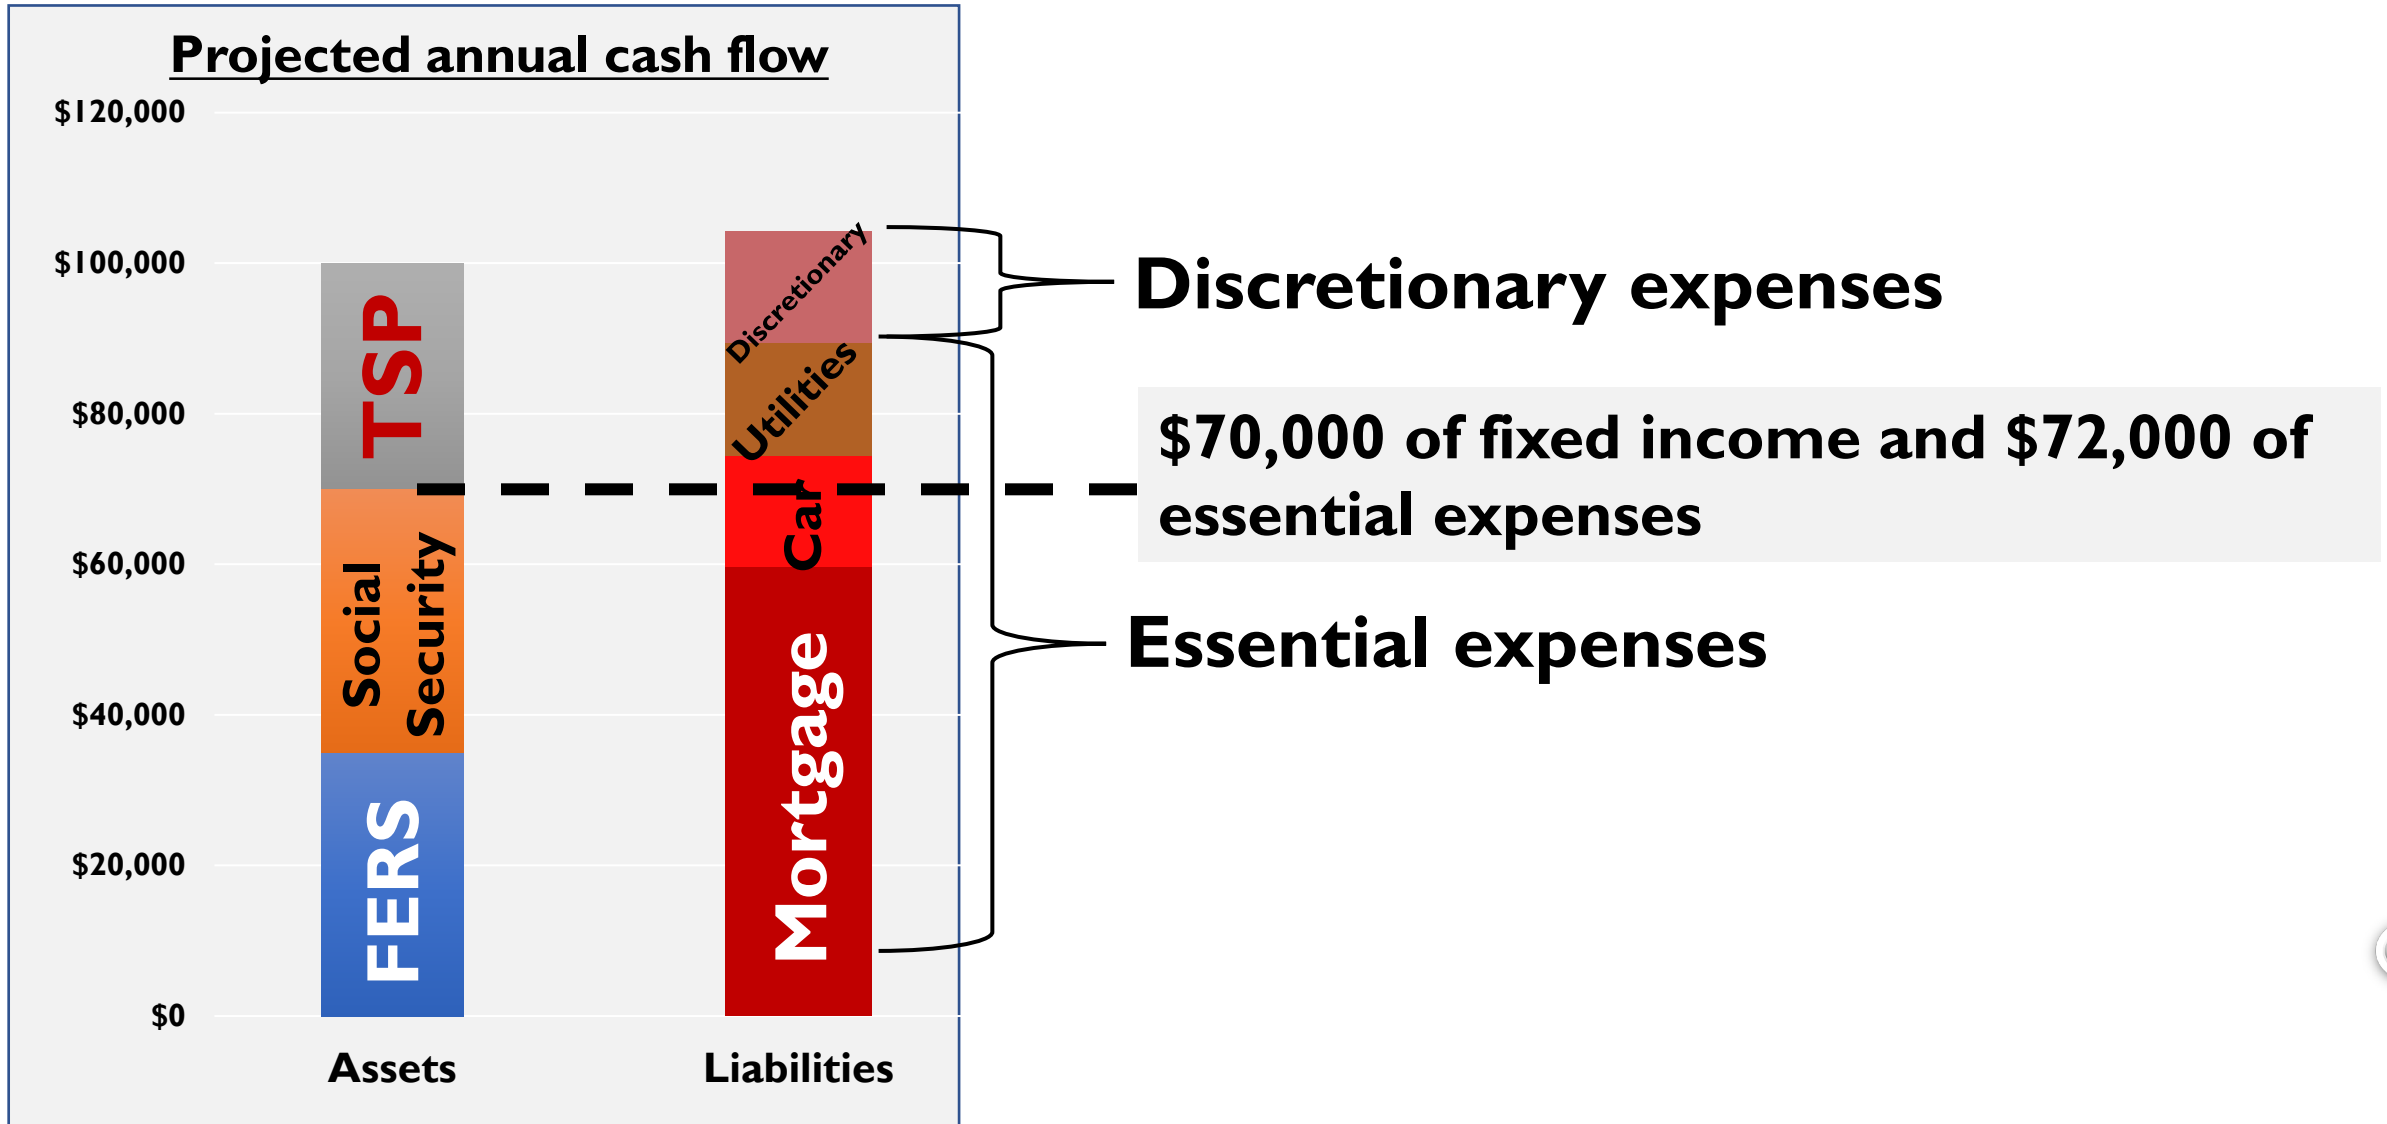 Projected annual cash flow
$120,000
$100,000
$80,000
$60,000
$40,000
$20,000
$0
TSP
Social
Security
FERS
Discretionary
Utilities
Car
Mortgage
Assets
Liabilities
Discretionary expenses
$70,000 of fixed income and $72,000 of
essential expenses
Essential expenses